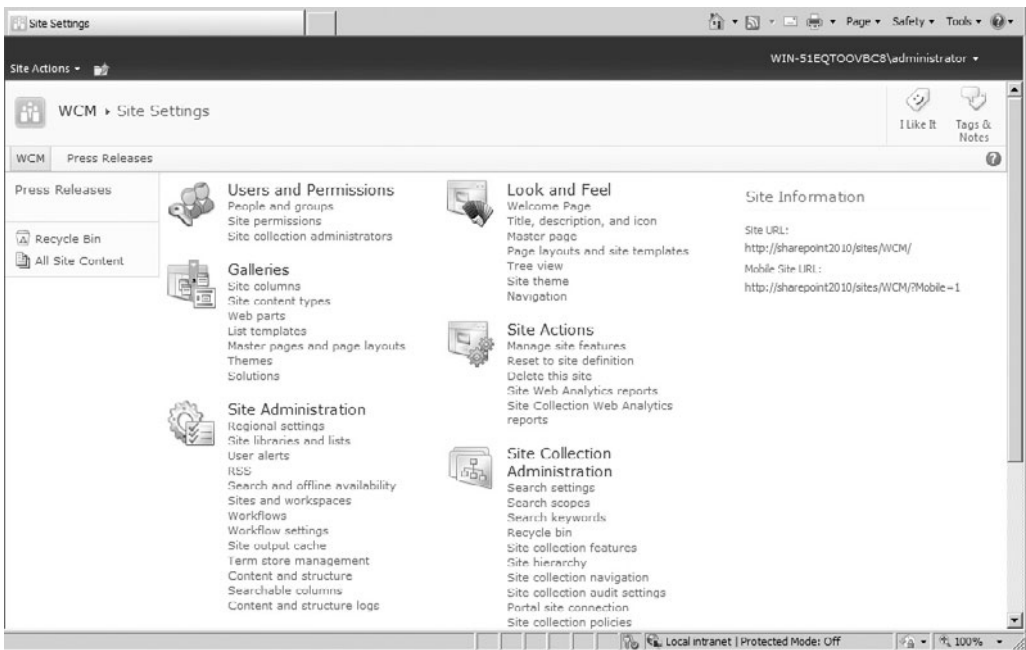 Site Settings
Page Safety Tools
Site Actions
WIN-51EQTOOVBC8\administrator
WCM Site Settings
I Like It
Tags &
Notes
WCM Press Releases
Press Releases
Recycle Bin
All Site Content
Users and Permissions
People and groups
Site permissions
Site collection administrators
Galleries
Site columns
Site content types
Web parts
List templates
Master pages and page layouts
Themes
Solutions
Site Administration
Regional settings
Site libraries and lists
User alerts
RSS
Search and offline availability
Sites and workspaces
Workflows
Workflow settings
Site output cache
Term store management
Content and structure
Searchable columns
Content and structure logs
Look and Feel
Welcome Page
Title, description, and icon
Master page
Page layouts and site templates
Tree view
Site theme
Navigation
Site Actions
Manage site features
Reset to site definition
Delete this site
Site Web Analytics reports
Site Collection Web Analytics
reports
Site Collection
Administration
Search settings
Search scopes
Search keywords
Recycle bin
Site collection features
Site hierarchy
Site collection navigation
Site collection audit settings
Portal site connection
Site collection policies
Site Information
Site URL:
http://sharepoint2010/sites/WCM/
Mobile Site URL:
http://sharepoint2010/sites/WCM/?Mobile=1
Local intranet | Protected Mode: Off
100%